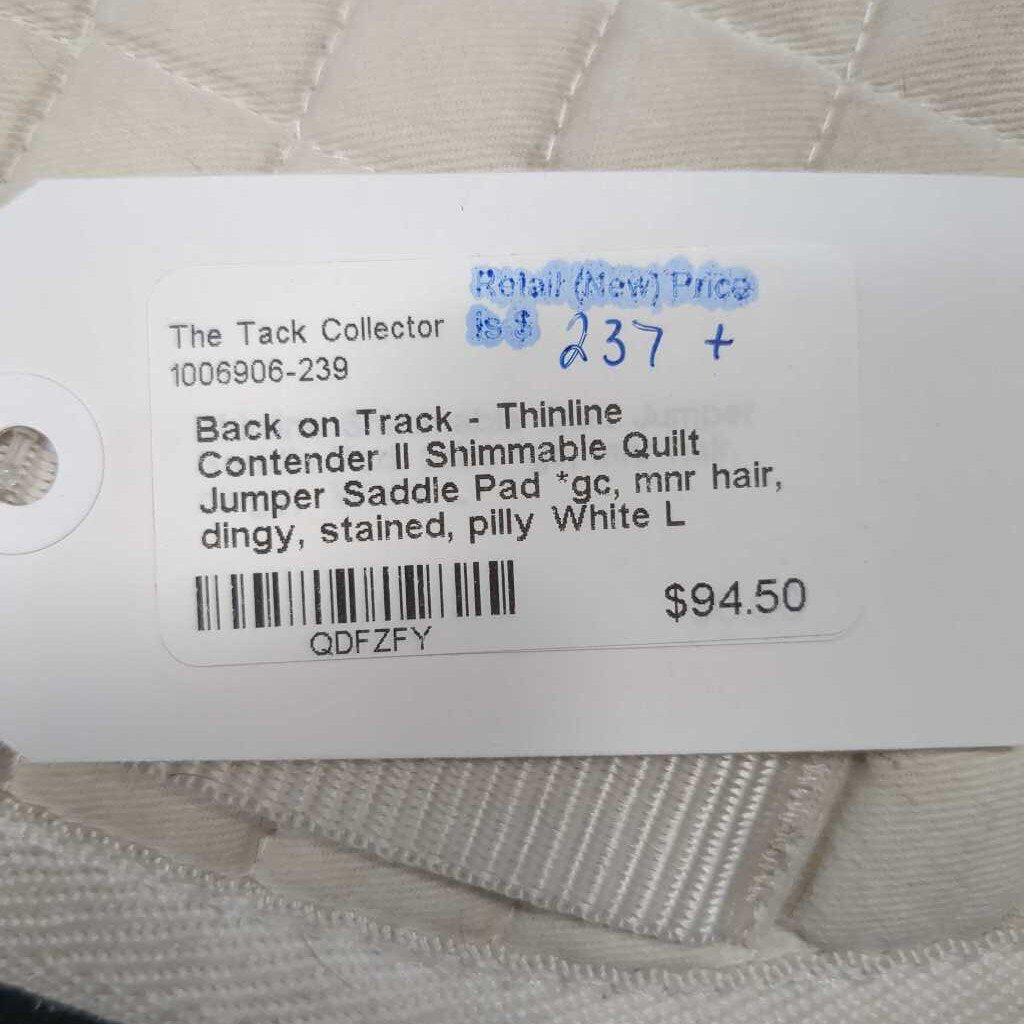 Retail (New) Price
is $ 237 +
The Tack Collector
1006906-239
Back on Track - Thinline
Contender II Shimmable Quilt
Jumper Saddle Pad *gc, mnr hair,
dingy, stained, pilly White L
$94.50
QDFZFY